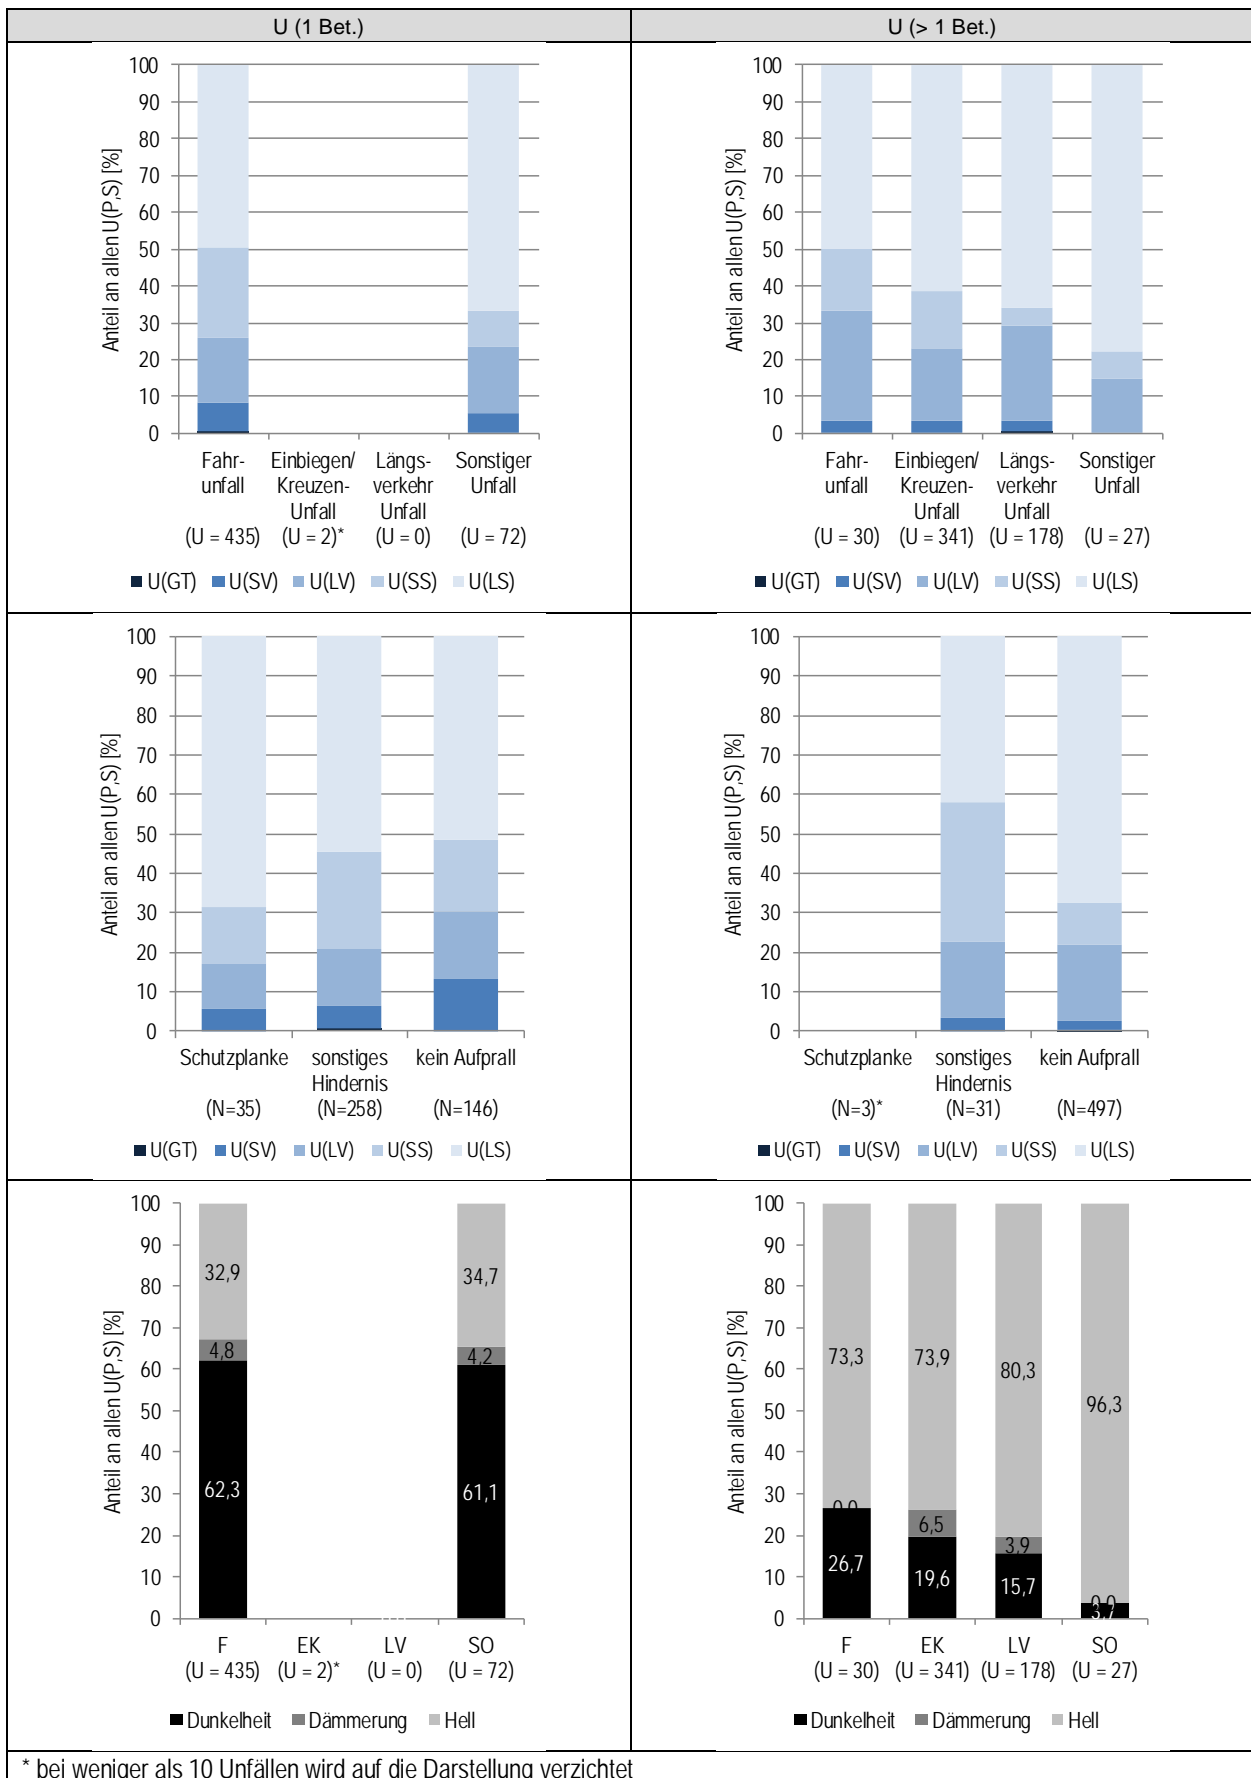 U (1 Bet.)
U (> 1 Bet.)
Anteil an allen U(P,S) [%]
100
90
80
70
60
50
40
30
20
10
0
Fahr-
unfall
Einbiegen/
Kreuzen-
Unfall
Längs-
verkehr
Unfall
Sonstiger
Unfall
(U = 435) (U = 2)* (U = 0) (U = 72)
U(GT) U(SV) U(LV) U(SS) U(LS)
Anteil an allen U(P,S) [%]
100
90
80
70
60
50
40
30
20
10
0
Fahr-
unfall
Einbiegen/
Kreuzen-
Unfall
Längs-
verkehr
Unfall
Sonstiger
Unfall
(U = 30) (U = 341) (U = 178) (U = 27)
U(GT) U(SV) U(LV) U(SS) U(LS)
Anteil an allen U(P,S) [%]
100
90
80
70
60
50
40
30
20
10
0
Schutzplanke
sonstiges
Hindernis
kein Aufprall
(N=35) (N=258) (N=146)
U(GT) U(SV) U(LV) U(SS) U(LS)
Anteil an allen U(P,S) [%]
100
90
80
70
60
50
40
30
20
10
0
Schutzplanke
sonstiges
Hindernis
kein Aufprall
(N=3)* (N=31) (N=497)
U(GT) U(SV) U(LV) U(SS) U(LS)
Anteil an allen U(P,S) [%]
100
90
80
70
60
50
40
30
20
10
0
32,9
4,8
62,3
34,7
4,2
61,1
F EK LV SO
(U = 435) (U = 2)* (U = 0) (U = 72)
Dunkelheit Dämmerung Hell
Anteil an allen U(P,S) [%]
100
90
80
70
60
50
40
30
20
10
0
73,3
0,0
26,7
73,9
6,5
19,6
80,3
3,9
15,7
96,3
0,0
3,7
F EK LV SO
(U = 30) (U = 341) (U = 178) (U = 27)
Dunkelheit Dämmerung Hell
* bei weniger als 10 Unfällen wird auf die Darstellung verzichtet